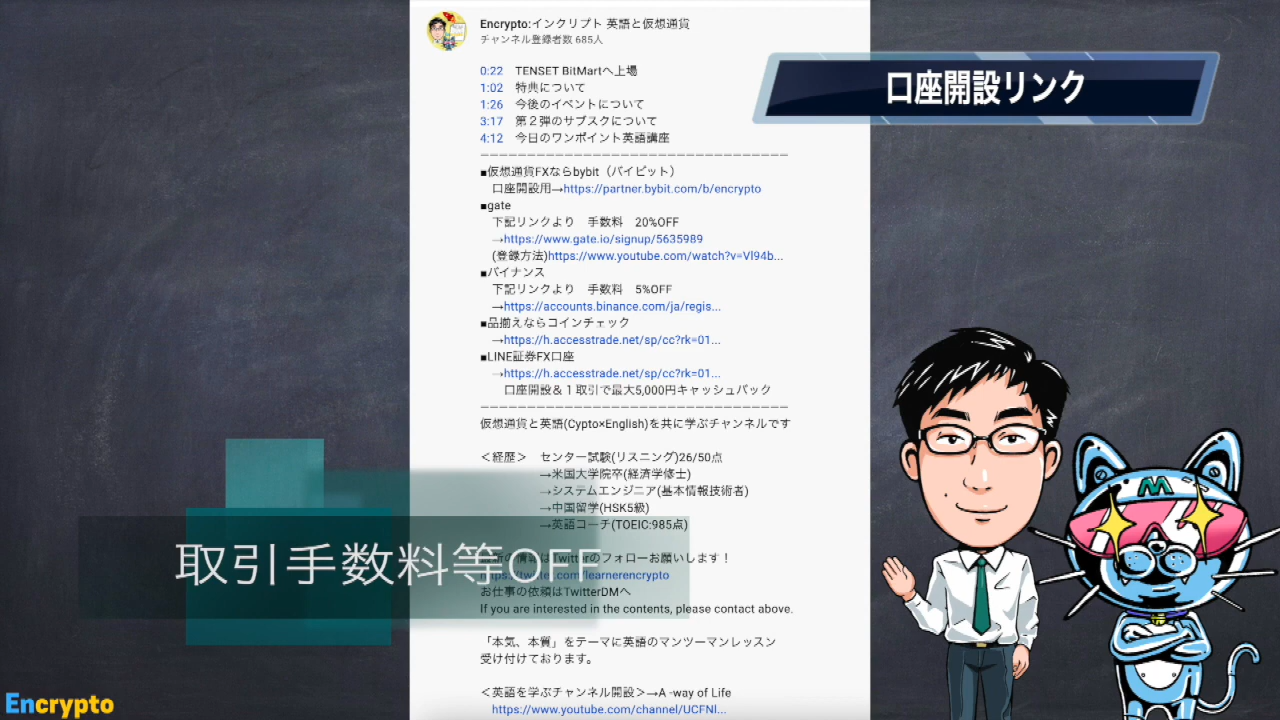 Encrypto:インクリプト 英語と仮想通貨
チャンネル登録者数 685人
0:22 TENSET BitMartへ上場
1:02 特典について
1:26 今後のイベントについて
3:17 第２弾のサブスクについて
4:12 今日のワンポイント英語講座
■仮想通貨FXならbybit（バイビット）
口座開設用→https://partner.bybit.com/b/encrypto
■gate
下記リンクより 手数料 20%OFF
→https://www.gate.io/signup/5635989
(登録方法)https://www.youtube.com/watch?v=Vl94b...
■バイナンス
下記リンクより 手数料 5%OFF
→https://accounts.binance.com/ja/regis...
■品揃えならコインチェック
→https://h.accesstrade.net/sp/cc?rk=01...
■LINE証券FX口座
→https://h.accesstrade.net/sp/cc?rk=01...
口座開設&１取引で最大5,000円キャッシュバック
仮想通貨と英語(Cypto×English)を共に学ぶチャンネルです
＜経歴＞ センター試験(リスニング)26/50点
→米国大学院卒(経済学修士)
→システムエンジニア(基本情報技術者)
→中国留学(HSK5級)
→英語コーチ(TOEIC:985点)
最新の情報はTwitterのフォローお願いします！
https://twitter.com/learnerencrypto
お仕事の依頼はTwitterDMへ
If you are interested in the contents, please contact above.
「本気、本質」をテーマに英語のマンツーマンレッスン
受け付けております。
＜英語を学ぶチャンネル開設＞→A -way of Life
https://www.youtube.com/channel/UCFNI...
口座開設リンク
取引手数料等OFF
M
Encrypto